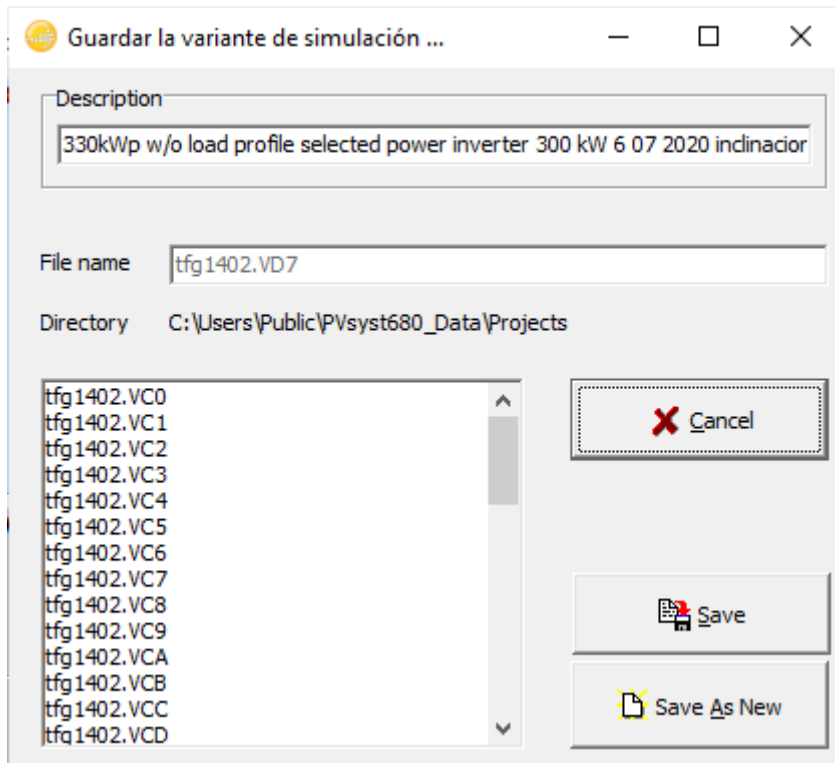 Guardar la variante de simulación ...
Description
330kWp w/o load profile selected power inverter 300 kW 6 07 2020 inclinacior
File name tfg1402.VD7
Directory C:\Users\Public\PVsyst680_Data\Projects
tfg1402.VC0
tfg1402.VC1
tfg1402.VC2
tfg1402.VC3
tfg1402.VC4
tfg1402.VC5
tfg1402.VC6
tfg1402.VC7
tfg1402.VC8
tfg1402.VC9
tfg1402.VCA
tfg1402.VCB
tfg1402.VCC
tfg1402.VCD
Cancel
Save
Save As New